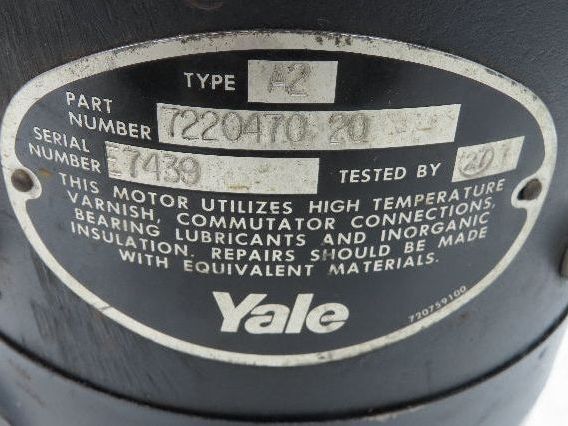 TYPE A2
PART NUMBER 7220470 20
SERIAL NUMBER 7439
TESTED BY
THIS MOTOR UTILIZES HIGH TEMPERATURE
VARNISH, COMMUTATOR CONNECTIONS,
BEARING LUBRICANTS AND INORGANIC
INSULATION. REPAIRS SHOULD BE MADE
WITH EQUIVALENT MATERIALS.
Yale
720759100